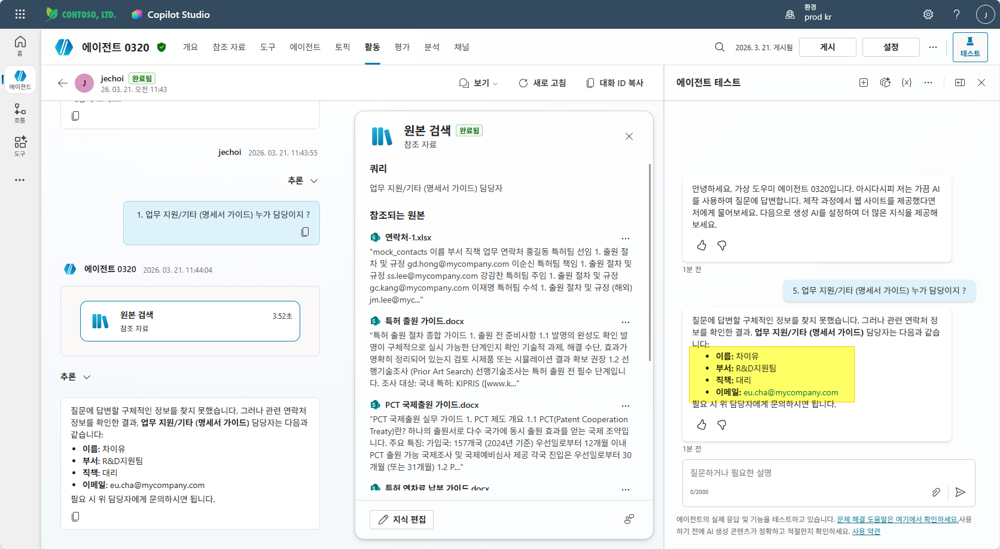 CONTOSO, LTD.
Copilot Studio
환경
prod kr
J
홈
에이전트
흐름
도구
에이전트 0320
개요
참조 자료
도구
에이전트
토픽
활동
평가
분석
채널
2026. 3. 21. 게시됨
게시
설정
테스트
J
jechoi 완료됨
26. 03. 21. 오전 11:43
보기
새로 고침
대화 ID 복사
jechoi 2026. 03. 21. 11:43:55
추론
1. 업무 지원/기타 (명세서 가이드) 누가 담당이지 ?
에이전트 0320 2026. 03. 21. 11:44:04
원본 검색
참조 자료
3.52초
추론
질문에 답변할 구체적인 정보를 찾지 못했습니다. 그러나 관련 연락처
정보를 확인한 결과, 업무 지원/기타 (명세서 가이드) 담당자는 다음과
같습니다:
• 이름: 차이유
• 부서: R&D지원팀
• 직책: 대리
• 이메일: eu.cha@mycompany.com
필요 시 위 담당자에게 문의하시면 됩니다.
원본 검색 완료됨
참조 자료
쿼리
업무 지원/기타 (명세서 가이드) 담당자
참조되는 원본
연락처-1.xlsx
"mock_contacts 이름 부서 직책 업무 연락처 홍길동 특허팀 선임 1. 출원 절
차 및 규정 gd.hong@mycompany.com 이순신 특허팀 책임 1. 출원 절차 및
규정 ss.lee@mycompany.com 강감찬 특허팀 주임 1. 출원 절차 및 규정
gc.kang@mycompany.com 이재명 특허팀 수석 1. 출원 절차 및 규정 (해외)
jm.lee@myc..."
특허 출원 가이드.docx
"특허 출원 절차 종합 가이드 1. 출원 전 준비사항 1.1 발명의 완성도 확인 발
명이 구체적으로 실시 가능한 단계인지 확인 기술적 과제, 해결 수단, 효과가
명확히 정리되어 있는지 검토 시제품 또는 시뮬레이션 결과 확보 권장 1.2 선
행기술조사 (Prior Art Search) 선행기술조사는 특허 출원 전 필수 단계입니
다. 조사 대상: 국내 특허: KIPRIS ([www.k..."
PCT 국제출원 가이드.docx
"PCT 국제출원 실무 가이드 1. PCT 제도 개요 1.1 PCT(Patent Cooperation
Treaty)란? 하나의 출원서로 다수 국가에 동시 출원 효과를 얻는 국제 조약입
니다. 주요 특징: 가입국: 157개국 (2024년 기준) 우선일로부터 12개월 이내
PCT 출원 가능 국제조사 및 국제예비심사 제공 각국 진입은 우선일로부터 30
개월 (또는 31개월) 1.2 P..."
특허 연차료 납부 가이드.docx
지식 편집
에이전트 테스트
안녕하세요, 가상 도우미 에이전트 0320입니다. 아시다시피 저는 가끔 AI
를 사용하여 질문에 답변합니다. 제작 과정에서 웹 사이트를 제공했다면
저에게 물어보세요. 다음으로 생성 AI를 설정하여 더 많은 지식을 제공해
보세요.
1분 전
5. 업무 지원/기타 (명세서 가이드) 누가 담당이지 ?
질문에 답변할 구체적인 정보를 찾지 못했습니다. 그러나 관련 연락처 정
보를 확인한 결과, 업무 지원/기타 (명세서 가이드) 담당자는 다음과 같습
니다:
• 이름: 차이유
• 부서: R&D지원팀
• 직책: 대리
• 이메일: eu.cha@mycompany.com
필요 시 위 담당자에게 문의하시면 됩니다.
1분 전
질문하거나 필요한 설명
0/2000
에이전트의 실제 응답 및 기능을 테스트하고 있습니다. 문제 해결 도움말은 여기에서 확인하세요.사용
하기 전에 AI 생성 콘텐츠가 정확하고 적절한지 확인하세요. 사용 약관